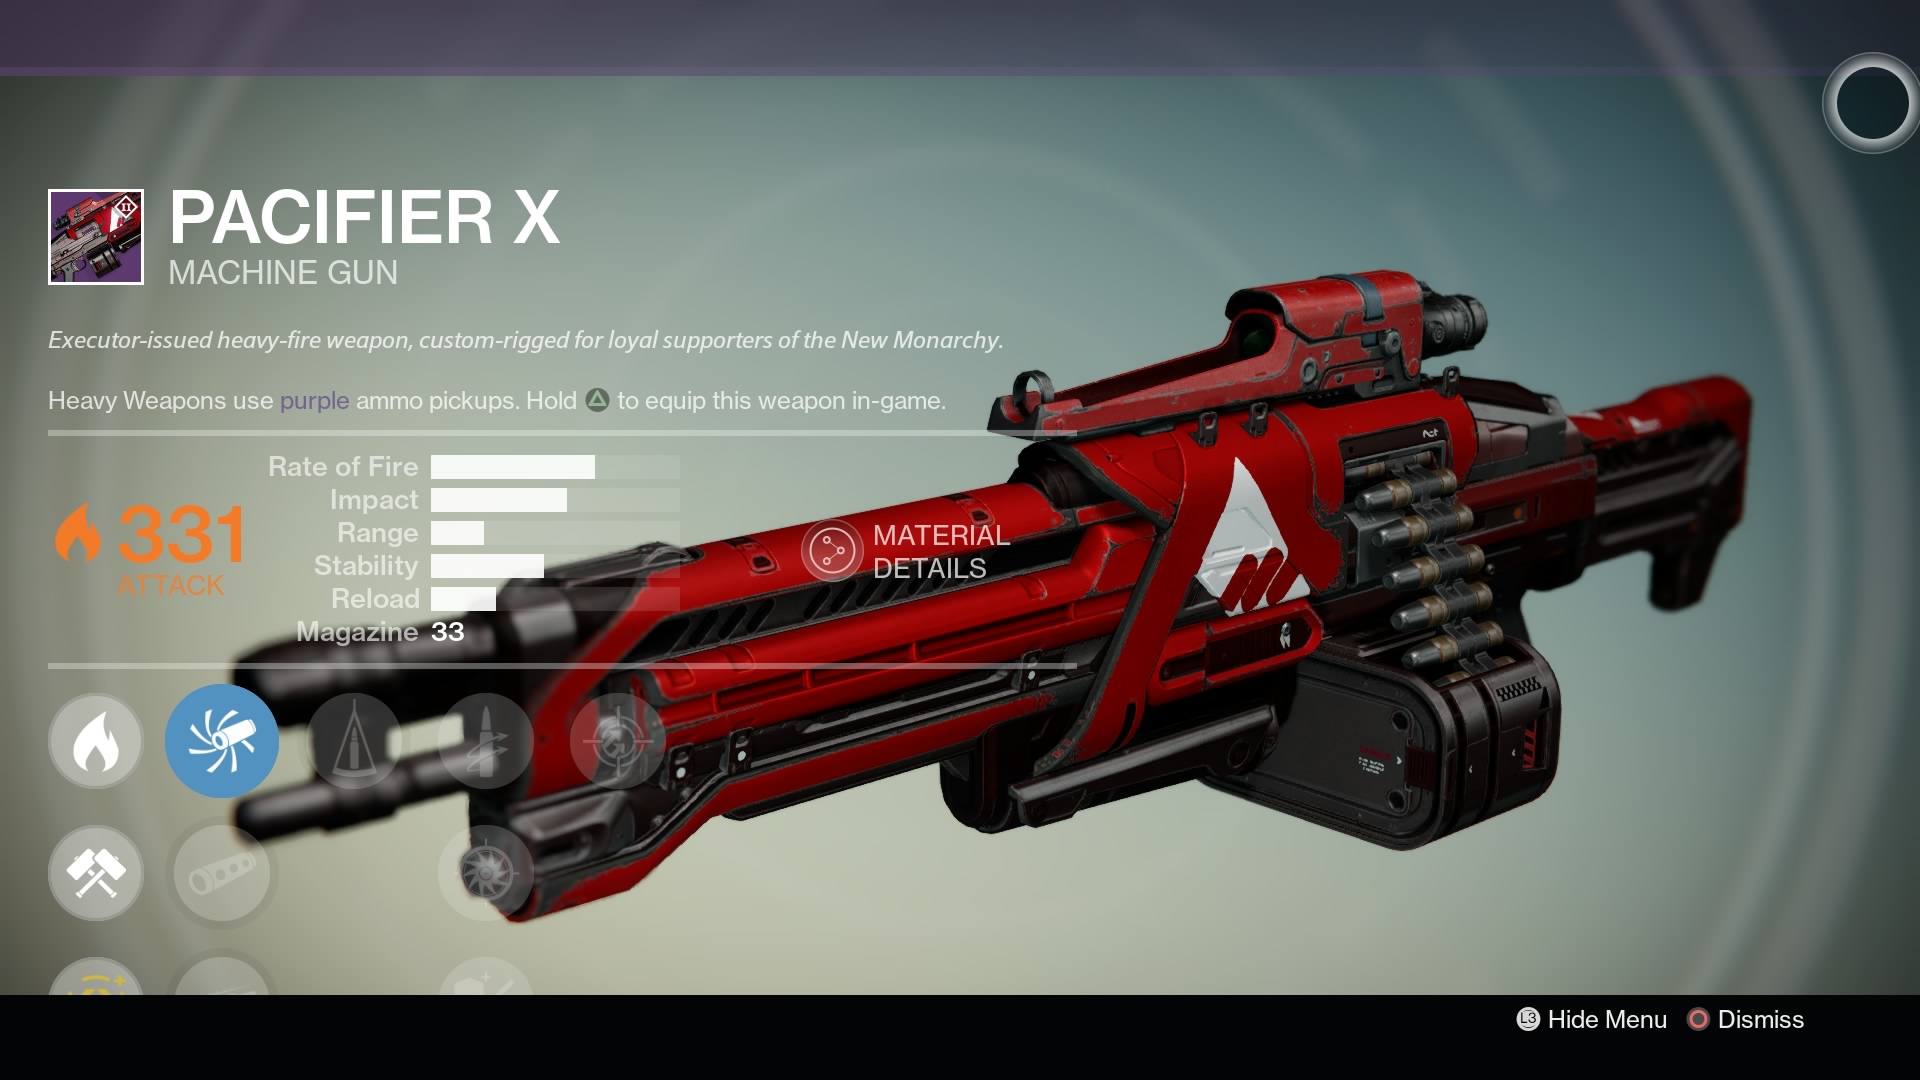 PACIFIER X
MACHINE GUN
Executor-issued heavy-fire weapon, custom-rigged for loyal supporters of the New Monarchy.
Heavy Weapons use purple ammo pickups. Hold to equip this weapon in-game.
331
ATTACK
Rate of Fire
Impact
Range
Stability
Reload
Magazine 33
MATERIAL
DETAILS
L3 Hide Menu
Dismiss